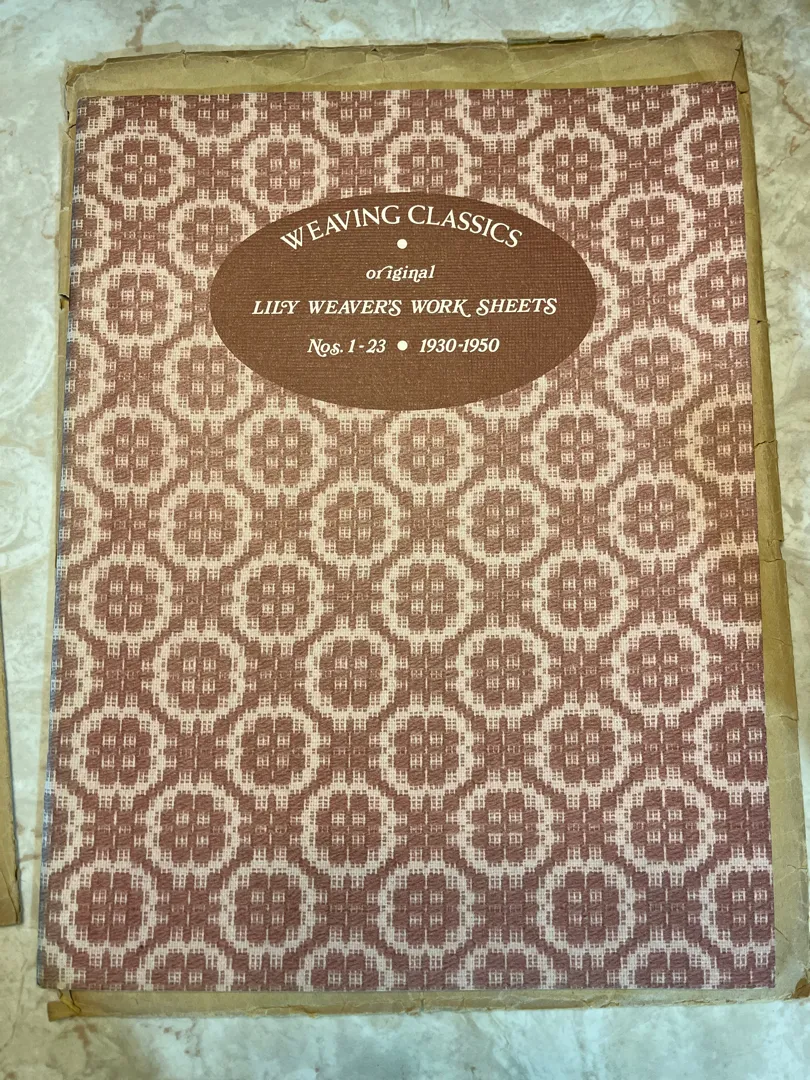 WEAVING CLASSICS
original
LILY WEAVER'S WORK SHEETS
Nos. 1-23 • 1930-1950